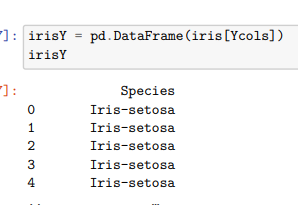 ]: irisY = pd.DataFrame(iris[Ycols])
irisY
]: Species
0 Iris-setosa
1 Iris-setosa
2 Iris-setosa
3 Iris-setosa
4 Iris-setosa